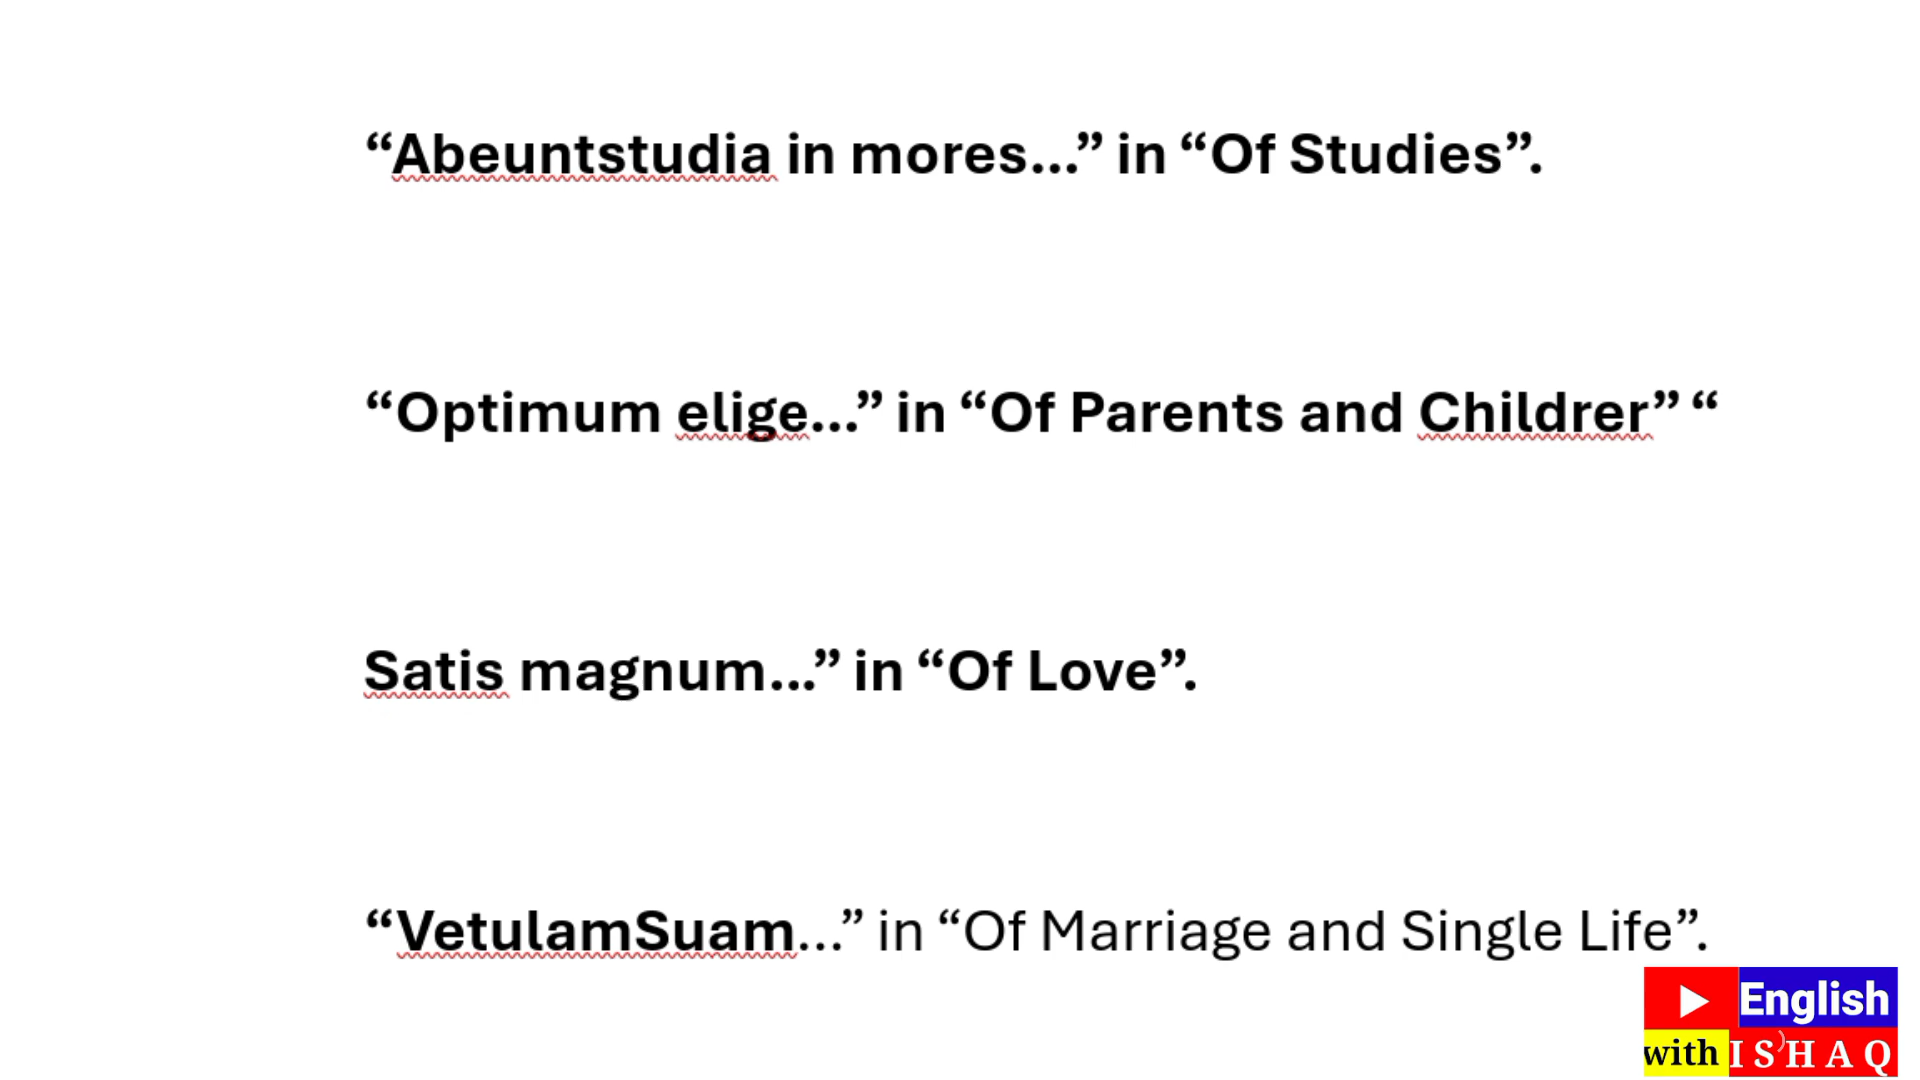 “Abeuntstudia in mores...” in “Of Studies”.
“Optimum elige...” in “Of Parents and Childrer” “
Satis magnum...” in “Of Love”.
“VetulamSuam...” in “Of Marriage and Single Life”.
English
with ISHAQ